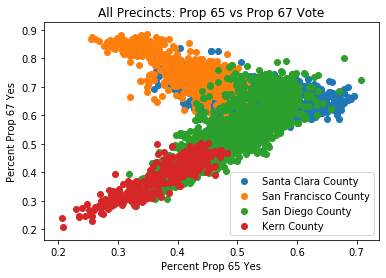 All Precincts: Prop 65 vs Prop 67 Vote
0.9
0.8
0.7
0.6
0.5
0.4
0.3
0.2
Percent Prop 67 Yes
Santa Clara County
San Francisco County
San Diego County
Kern County
0.2 0.3 0.4 0.5 0.6 0.7
Percent Prop 65 Yes